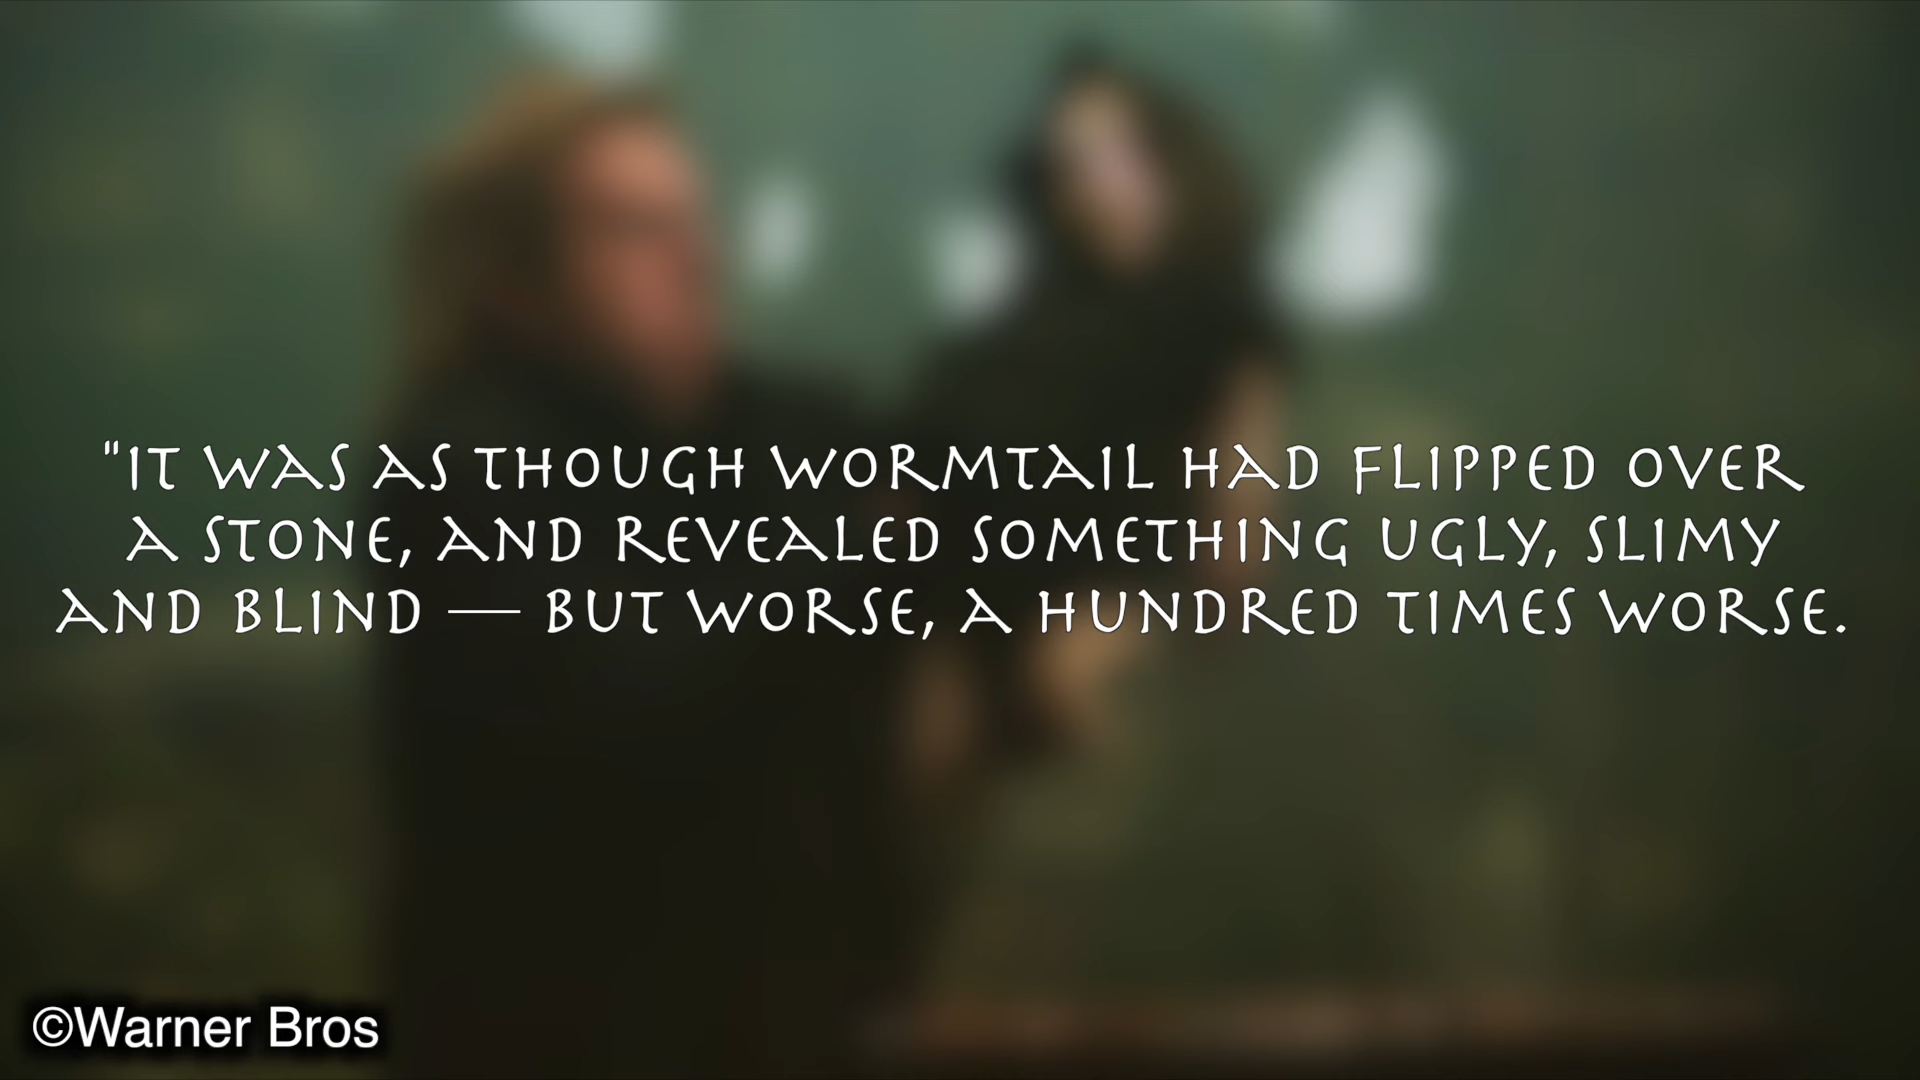 "IT WAS AS THOUGH WORMTAIL HAD FLIPPED OVER
A STONE, AND REVEALED SOMETHING UGLY, SLIMY
AND BLIND — BUT WORSE, A HUNDRED TIMES WORSE.
©Warner Bros